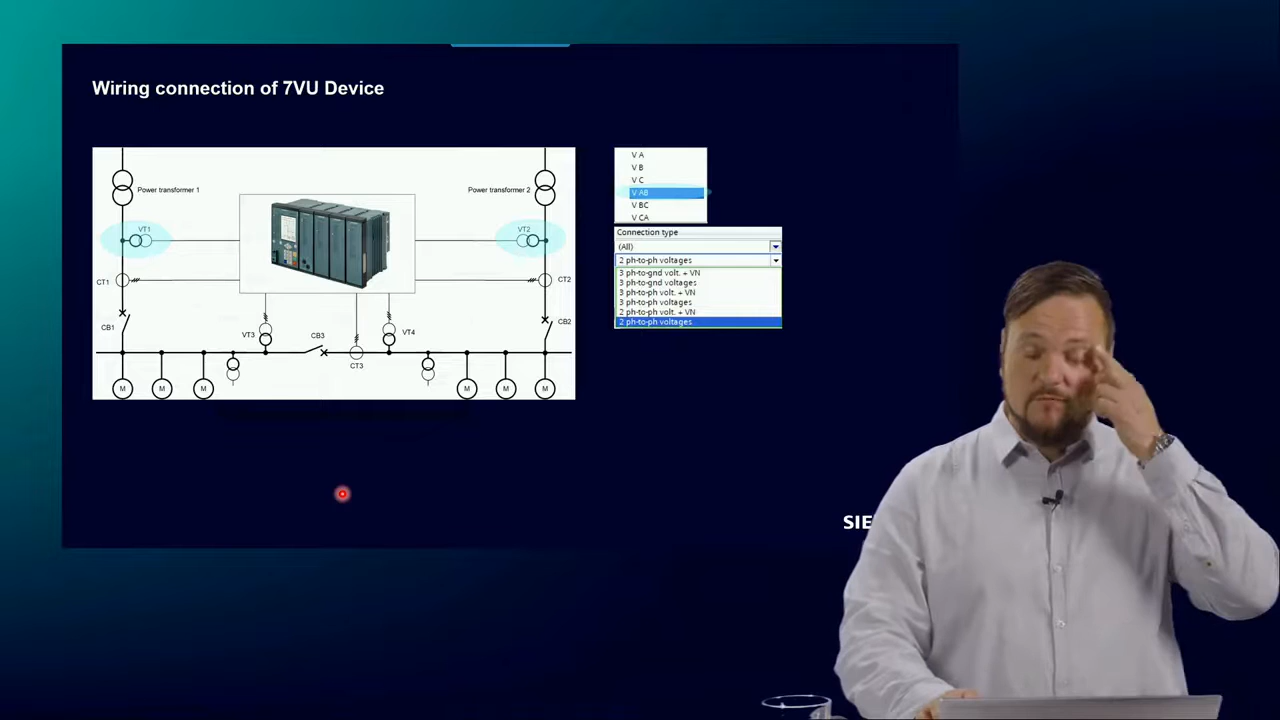 Wiring connection of 7VU Device
Power transformer 1
Power transformer 2
VT1
VT2
CT1
CT2
CB1
CB2
VT3
CB3
VT4
CT3
M
M
M
M
M
M
V A
V B
V C
V AB
V BC
V CA
Connection type
(All)
2 ph-to-ph voltages
3 ph-to-gnd volt. + VN
3 ph-to-gnd voltages
3 ph-to-ph volt. + VN
3 ph-to-ph voltages
2 ph-to-ph volt. + VN
2 ph-to-ph voltages
SIE